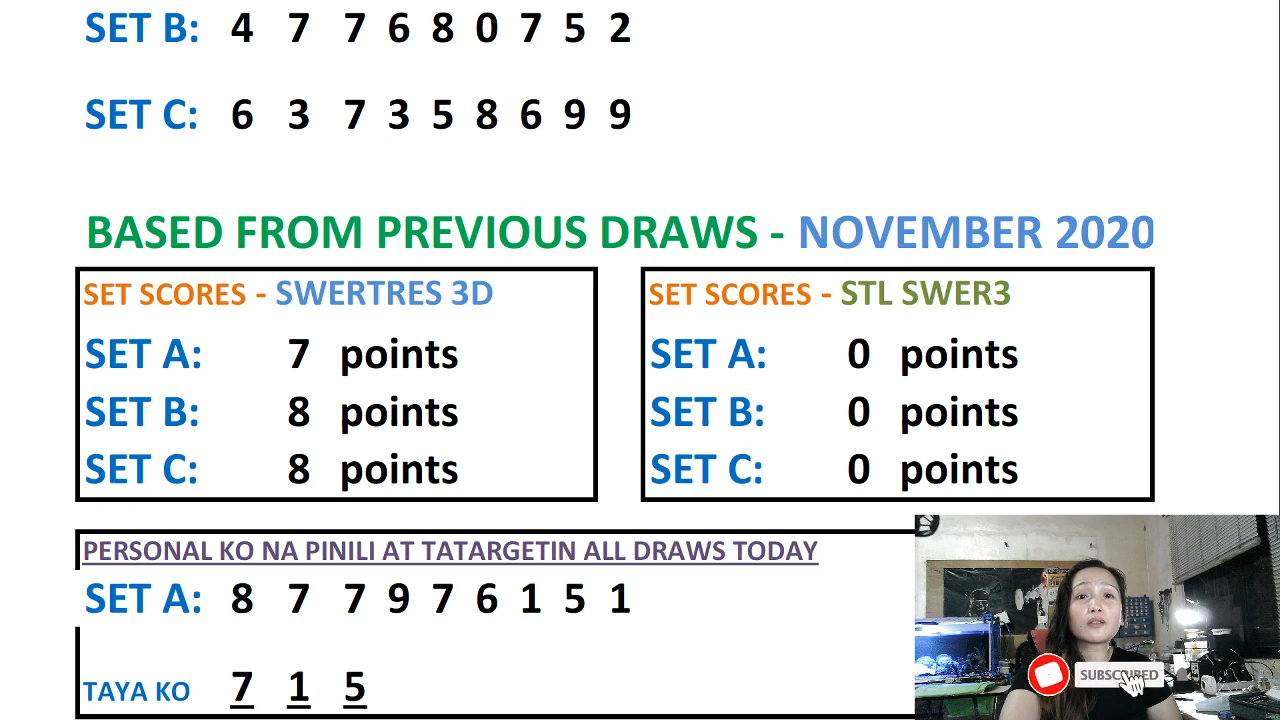 SET B: 4 7 7 6 8 0 7 5 2
SET C: 6 3 7 3 5 8 6 9 9
BASED FROM PREVIOUS DRAWS - NOVEMBER 2020
SET SCORES - SWERTRES 3D
SET A: 7 points
SET B: 8 points
SET C: 8 points
SET SCORES - STL SWER3
SET A: 0 points
SET B: 0 points
SET C: 0 points
PERSONAL KO NA PINILI AT TATARGETIN ALL DRAWS TODAY
SET A: 8 7 7 9 7 6 1 5 1
TAYA KO 7 1 5
SUBSCRIBED